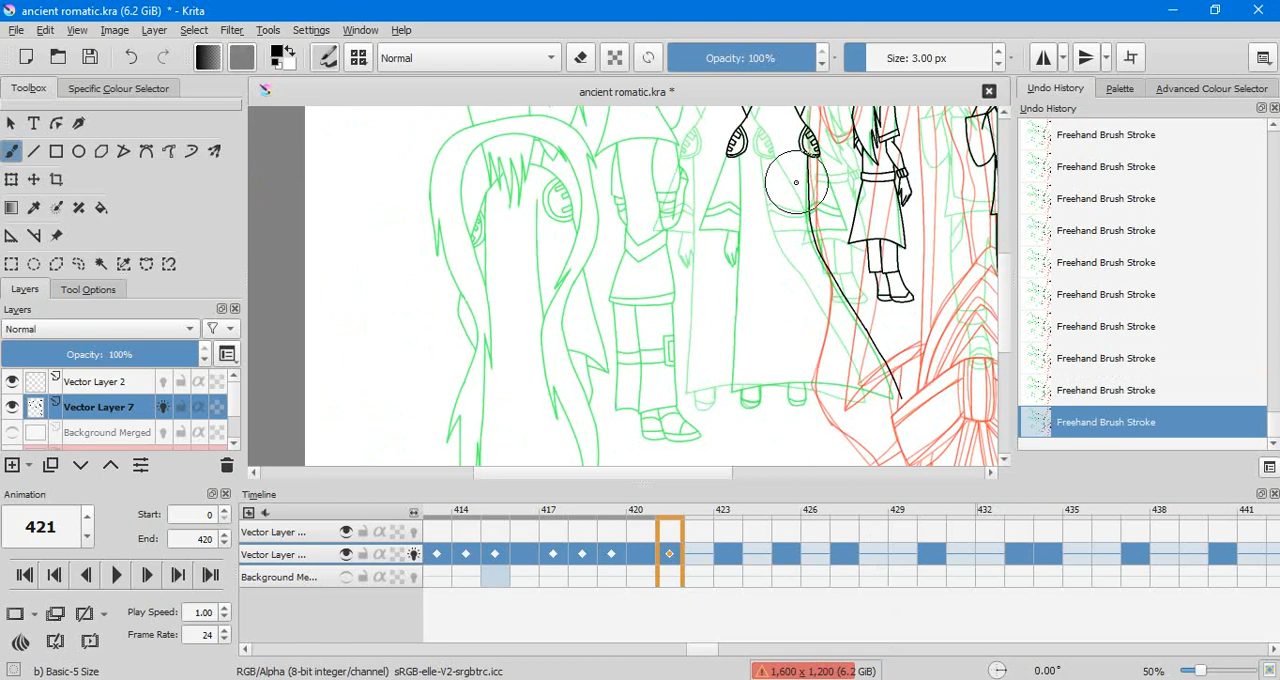 ancient romatic.kra (6.2 GiB) * - Krita
File Edit View Image Layer Select Filter Tools Settings Window Help
Normal Opacity: 100% Size: 3.00 px
Toolbox Specific Colour Selector ancient romatic.kra * Undo History Palette Advanced Colour Selector
Undo History
Freehand Brush Stroke
Freehand Brush Stroke
Freehand Brush Stroke
Freehand Brush Stroke
Freehand Brush Stroke
Freehand Brush Stroke
Freehand Brush Stroke
Freehand Brush Stroke
Freehand Brush Stroke
Freehand Brush Stroke
Layers Tool Options
Layers
Normal
Opacity: 100%
Vector Layer 2
Vector Layer 7
Background Merged
Animation Timeline
421 Start: 0
End: 420
Play Speed: 1.00
Frame Rate: 24
414 417 420 423 426 429 432 435 438 441
Vector Layer ...
Vector Layer ...
Background Me...
b) Basic-5 Size RGB/Alpha (8-bit integer/channel) sRGB-elle-V2-srgbtrc.icc 1,600 x 1,200 (6.2 GiB) 0.00° 50%